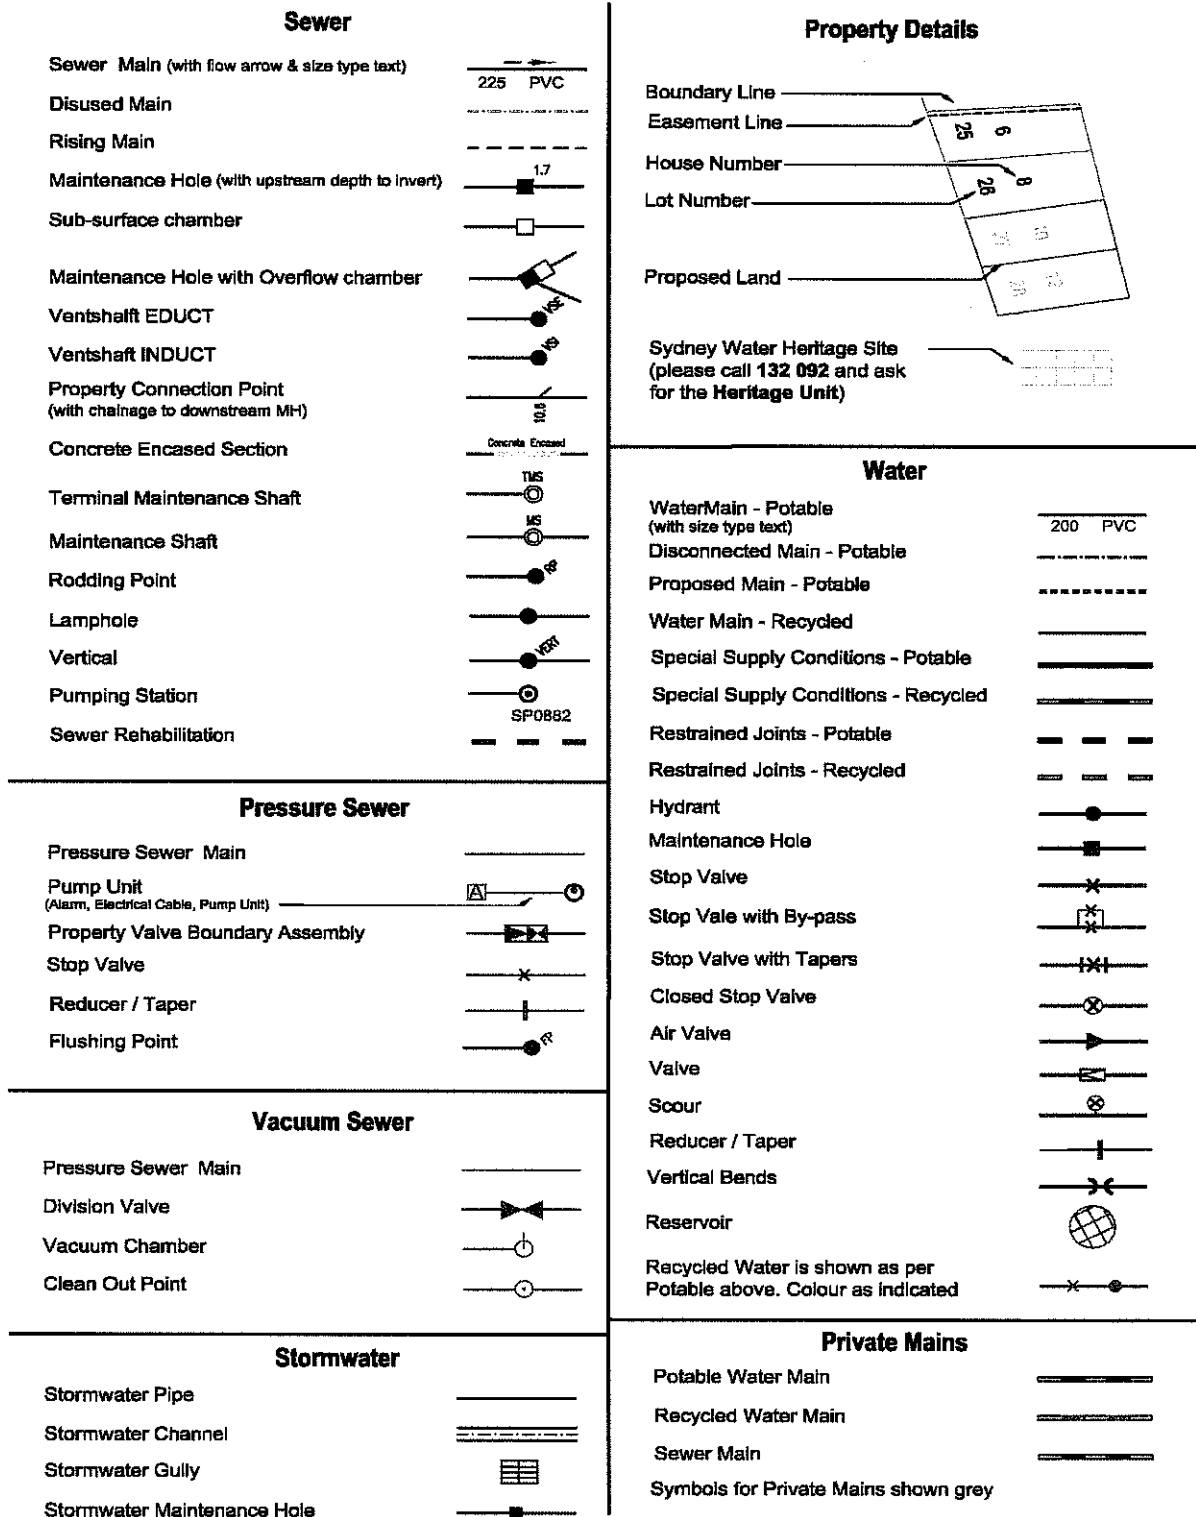 Sewer
Sewer Main (with flow arrow & size type text)
225 PVC
Disused Main
Rising Main
Maintenance Hole (with upstream depth to invert)
1.7
Sub-surface chamber
Maintenance Hole with Overflow chamber
Ventshalft EDUCT
VSE
Ventshaft INDUCT
VSI
Property Connection Point
(with chainage to downstream MH)
10.6
Concrete Encased Section
Concrete Encased
Terminal Maintenance Shaft
TMS
Maintenance Shaft
MS
Rodding Point
RP
Lamphole
Vertical
VERT
Pumping Station
SP0882
Sewer Rehabilitation
Pressure Sewer
Pressure Sewer Main
Pump Unit
(Alarm, Electrical Cable, Pump Unit)
A
Property Valve Boundary Assembly
Stop Valve
Reducer / Taper
Flushing Point
FP
Vacuum Sewer
Pressure Sewer Main
Division Valve
Vacuum Chamber
Clean Out Point
Stormwater
Stormwater Pipe
Stormwater Channel
Stormwater Gully
Stormwater Maintenance Hole
Property Details
Boundary Line
Easement Line
25 6
House Number
8
Lot Number
26
Proposed Land
Sydney Water Heritage Site
(please call 132 092 and ask
for the Heritage Unit)
Water
WaterMain - Potable
(with size type text)
200 PVC
Disconnected Main - Potable
Proposed Main - Potable
Water Main - Recycled
Special Supply Conditions - Potable
Special Supply Conditions - Recycled
Restrained Joints - Potable
Restrained Joints - Recycled
Hydrant
Maintenance Hole
Stop Valve
Stop Vale with By-pass
Stop Valve with Tapers
Closed Stop Valve
Air Valve
Valve
Scour
Reducer / Taper
Vertical Bends
Reservoir
Recycled Water is shown as per
Potable above. Colour as indicated
Private Mains
Potable Water Main
Recycled Water Main
Sewer Main
Symbols for Private Mains shown grey